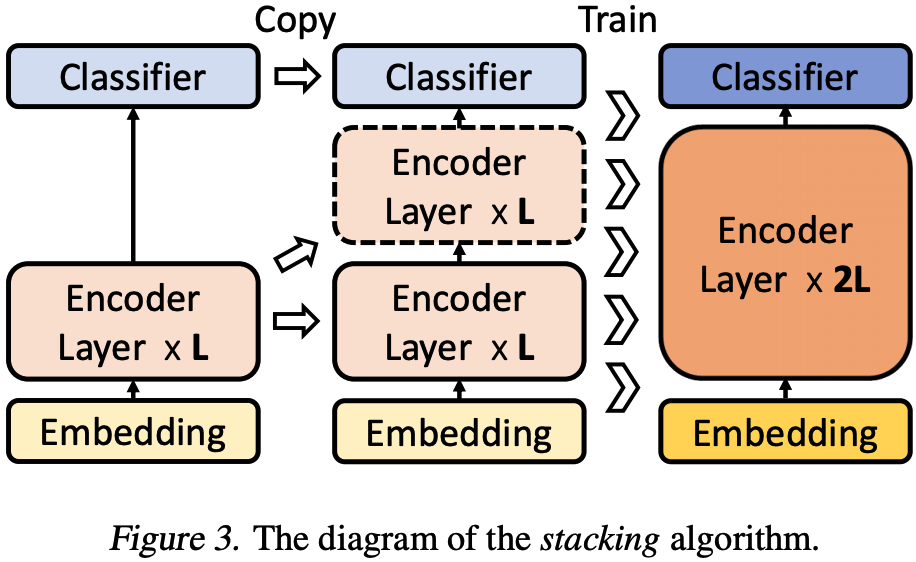 Copy
Train
Classifier
Classifier
Classifier
Encoder
Layer x L
Encoder
Layer x L
Encoder
Layer x L
Encoder
Layer x 2L
Embedding
Embedding
Embedding
Figure 3. The diagram of the stacking algorithm.